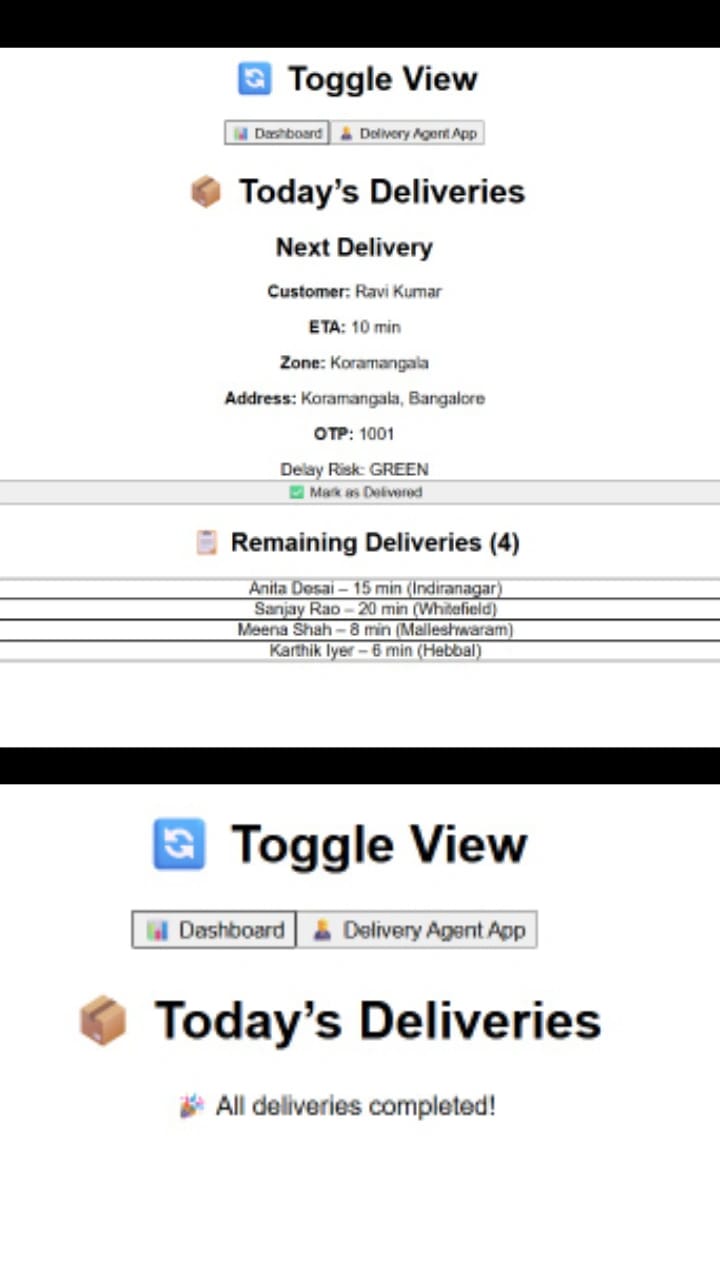 Toggle View
Dashboard Delivery Agent App
Today's Deliveries
Next Delivery
Customer: Ravi Kumar
ETA: 10 min
Zone: Koramangala
Address: Koramangala, Bangalore
OTP: 1001
Delay Risk: GREEN
Mark as Delivered
Remaining Deliveries (4)
Anita Desai – 15 min (Indiranagar)
Sanjay Rao – 20 min (Whitefield)
Meena Shah – 8 min (Malleshwaram)
Karthik Iyer – 6 min (Hebbal)
Toggle View
Dashboard Delivery Agent App
Today's Deliveries
All deliveries completed!